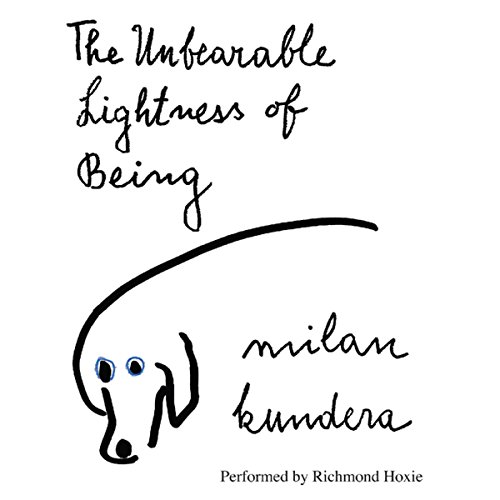 The Unbearable
Lightness of
Being
milan
kundera
Performed by Richmond Hoxie